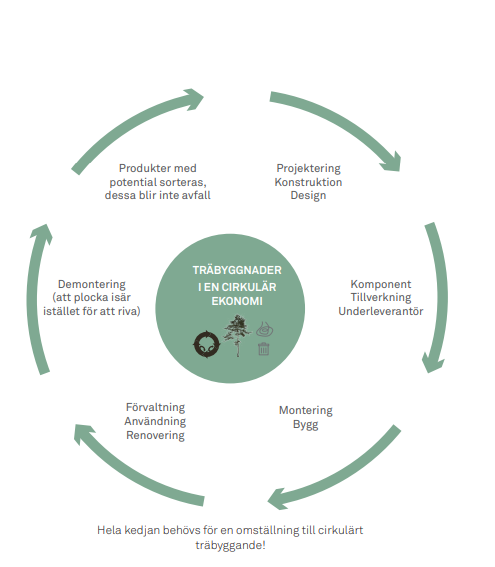 Produkter med
potential sorteras,
dessa blir inte avfall
Projektering
Konstruktion
Design
TRÄBYGGNADER
I EN CIRKULÄR
EKONOMI
Demontering
(att plocka isär
istället för att riva)
Komponent
Tillverkning
Underleverantör
Förvaltning
Användning
Renovering
Montering
Bygg
Hela kedjan behövs för en omställning till cirkulärt
träbyggande!